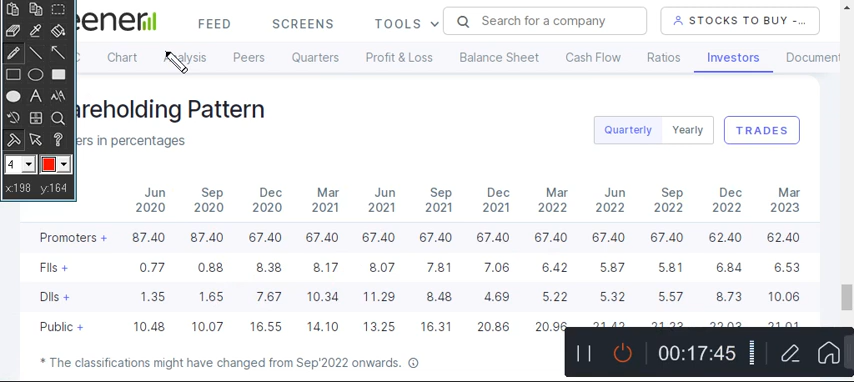 eener
FEED
SCREENS
TOOLS
Search for a company
STOCKS TO BUY -...
Chart
Analysis
Peers
Quarters
Profit & Loss
Balance Sheet
Cash Flow
Ratios
Investors
Document
areholding Pattern
ers in percentages
Quarterly Yearly TRADES
Jun 2020 Sep 2020 Dec 2020 Mar 2021 Jun 2021 Sep 2021 Dec 2021 Mar 2022 Jun 2022 Sep 2022 Dec 2022 Mar 2023
Promoters + 87.40 87.40 67.40 67.40 67.40 67.40 67.40 67.40 67.40 67.40 62.40 62.40
FIIs + 0.77 0.88 8.38 8.17 8.07 7.81 7.06 6.42 5.87 5.81 6.84 6.53
DIIs + 1.35 1.65 7.67 10.34 11.29 8.48 4.69 5.22 5.32 5.57 8.73 10.06
Public + 10.48 10.07 16.55 14.10 13.25 16.31 20.86 20.96
* The classifications might have changed from Sep'2022 onwards.
4
x:198 y:164
00:17:45